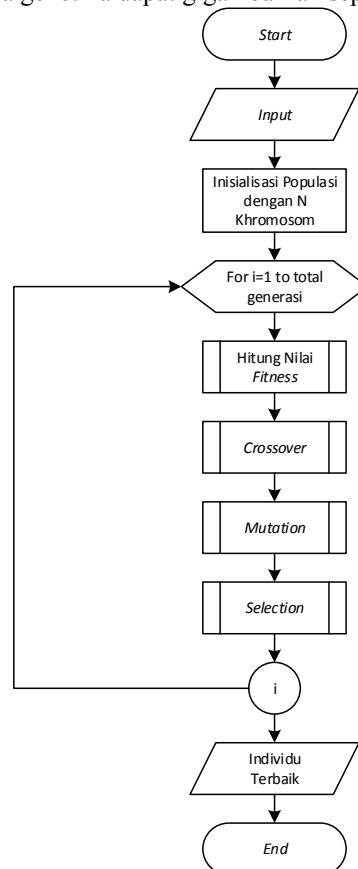 Start
Input
Inisialisasi Populasi
dengan N
Khromosom
For i=1 to total
generasi
Hitung Nilai
Fitness
Crossover
Mutation
Selection
i
Individu
Terbaik
End